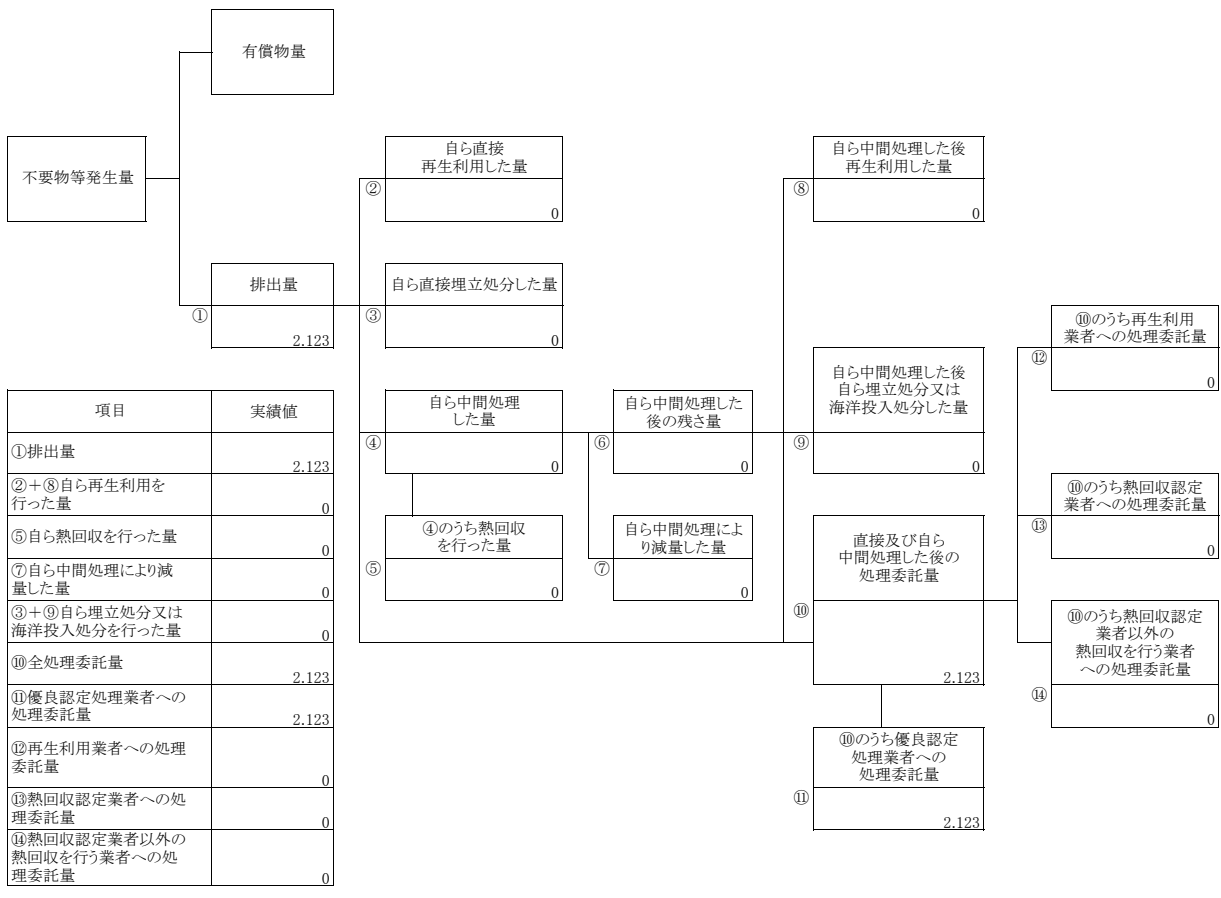 有償物量
不要物等発生量
自ら直接
再生利用した量
②
0
自ら中間処理した後
再生利用した量
⑧
0
排出量
①
2.123
自ら直接埋立処分した量
③
0
⑩のうち再生利用
業者への処理委託量
⑫
0
自ら中間処理
した量
④
0
自ら中間処理した
後の残さ量
⑥
0
自ら中間処理した後
自ら埋立処分又は
海洋投入処分した量
⑨
0
⑩のうち熱回収認定
業者への処理委託量
⑬
0
④のうち熱回収
を行った量
⑤
0
自ら中間処理によ
り減量した量
⑦
0
直接及び自ら
中間処理した後の
処理委託量
⑩
2.123
⑩のうち熱回収認定
業者以外の
熱回収を行う業者
への処理委託量
⑭
0
⑩のうち優良認定
処理業者への
処理委託量
⑪
2.123
項目 実績値
①排出量
2.123
②＋⑧自ら再生利用を
行った量
0
⑤自ら熱回収を行った量
0
⑦自ら中間処理により減
量した量
0
③＋⑨自ら埋立処分又は
海洋投入処分を行った量
0
⑩全処理委託量
2.123
⑪優良認定処理業者への
処理委託量
2.123
⑫再生利用業者への処理
委託量
0
⑬熱回収認定業者への処
理委託量
0
⑭熱回収認定業者以外の
熱回収を行う業者への処
理委託量
0